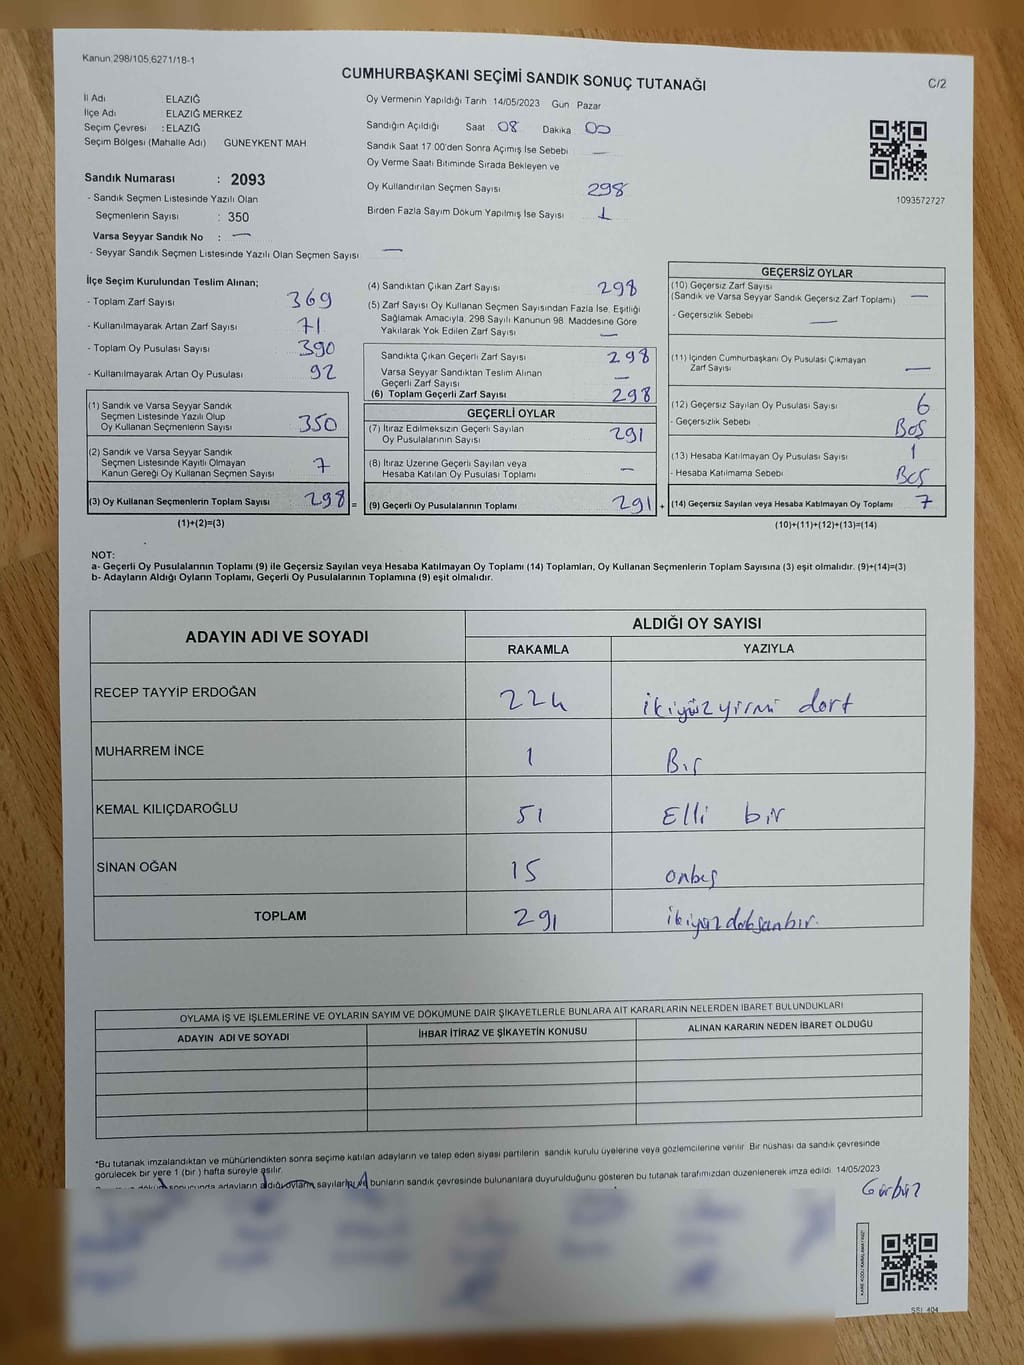 Kanun;298/105,6271/18-1
CUMHURBAŞKANI SEÇİMİ SANDIK SONUÇ TUTANAĞI
C/2
İl Adı ELAZIĞ
İlçe Adı ELAZIĞ MERKEZ
Seçim Çevresi : ELAZIĞ
Seçim Bölgesi (Mahalle Adı) GUNEYKENT MAH
Sandık Numarası : 2093
- Sandık Seçmen Listesinde Yazılı Olan
Seçmenlerin Sayısı : 350
Varsa Seyyar Sandık No : —
- Seyyar Sandık Seçmen Listesinde Yazılı Olan Seçmen Sayısı —
Oy Vermenin Yapıldığı Tarih 14/05/2023 Gün Pazar
Sandığın Açıldığı Saat 08 Dakika 00
Sandık Saat 17.00'den Sonra Açımış İse Sebebi —
Oy Verme Saati Bitiminde Sırada Bekleyen ve
Oy Kullandırılan Seçmen Sayısı 298
Birden Fazla Sayım Döküm Yapılmış İse Sayısı 1
1093572727
İlçe Seçim Kurulundan Teslim Alınan;
- Toplam Zarf Sayısı 369
- Kullanılmayarak Artan Zarf Sayısı 71
- Toplam Oy Pusulası Sayısı 390
- Kullanılmayarak Artan Oy Pusulası 92
(1) Sandık ve Varsa Seyyar Sandık
Seçmen Listesinde Yazılı Olup
Oy Kullanan Seçmenlerin Sayısı 350
(2) Sandık ve Varsa Seyyar Sandık
Seçmen Listesinde Kayıtlı Olmayan
Kanun Gereği Oy Kullanan Seçmen Sayısı 7
(3) Oy Kullanan Seçmenlerin Toplam Sayısı 298 =
(1)+(2)=(3)
(4) Sandıktan Çıkan Zarf Sayısı 298
(5) Zarf Sayısı Oy Kullanan Seçmen Sayısından Fazla İse, Eşitliği
Sağlamak Amacıyla, 298 Sayılı Kanunun 98. Maddesine Göre
Yakılarak Yok Edilen Zarf Sayısı —
Sandıkta Çıkan Geçerli Zarf Sayısı 298
Varsa Seyyar Sandıktan Teslim Alınan
Geçerli Zarf Sayısı —
(6) Toplam Geçerli Zarf Sayısı 298
GEÇERLİ OYLAR
(7) İtiraz Edilmeksizin Geçerli Sayılan
Oy Pusulalarının Sayısı 291
(8) İtiraz Üzerine Geçerli Sayılan veya
Hesaba Katılan Oy Pusulası Toplamı —
(9) Geçerli Oy Pusulalarının Toplamı 291 +
GEÇERSİZ OYLAR
(10) Geçersiz Zarf Sayısı
(Sandık ve Varsa Seyyar Sandık Geçersiz Zarf Toplamı) —
- Geçersizlik Sebebi —
(11) İçinden Cumhurbaşkanı Oy Pusulası Çıkmayan
Zarf Sayısı —
(12) Geçersiz Sayılan Oy Pusulası Sayısı 6
- Geçersizlik Sebebi Boş
(13) Hesaba Katılmayan Oy Pusulası Sayısı 1
- Hesaba Katılmama Sebebi Boş
(14) Geçersiz Sayılan veya Hesaba Katılmayan Oy Toplamı 7
(10)+(11)+(12)+(13)=(14)
NOT:
a- Geçerli Oy Pusulalarının Toplamı (9) ile Geçersiz Sayılan veya Hesaba Katılmayan Oy Toplamı (14) Toplamları, Oy Kullanan Seçmenlerin Toplam Sayısına (3) eşit olmalıdır. (9)+(14)=(3)
b- Adayların Aldığı Oyların Toplamı, Geçerli Oy Pusulalarının Toplamına (9) eşit olmalıdır.
ADAYIN ADI VE SOYADI ALDIĞI OY SAYISI
RAKAMLA YAZIYLA
RECEP TAYYİP ERDOĞAN 224 ikiyüz yirmi dört
MUHARREM İNCE 1 Bir
KEMAL KILIÇDAROĞLU 51 Elli bir
SİNAN OĞAN 15 onbeş
TOPLAM 291 ikiyüzdoksanbir.
OYLAMA İŞ VE İŞLEMLERİNE VE OYLARIN SAYIM VE DÖKÜMÜNE DAİR ŞİKAYETLERLE BUNLARA AİT KARARLARIN NELERDEN İBARET BULUNDUKLARI
ADAYIN ADI VE SOYADI İHBAR İTİRAZ VE ŞİKAYETİN KONUSU ALINAN KARARIN NEDEN İBARET OLDUĞU
*Bu tutanak imzalandıktan ve mühürlendikten sonra seçime katılan adayların ve talep eden siyasi partilerin sandık kurulu üyelerine veya gözlemcilerine verilir. Bir nüshası da sandık çevresinde
görülecek bir yere 1 (bir) hafta süreyle asılır.
sonucunda adayların aldığı oyların sayıları bunların sandık çevresinde bulunanlara duyurulduğunu gösteren bu tutanak tarafımızdan düzenlenerek imza edildi. 14/05/2023
Gürbüz
SSİ 404